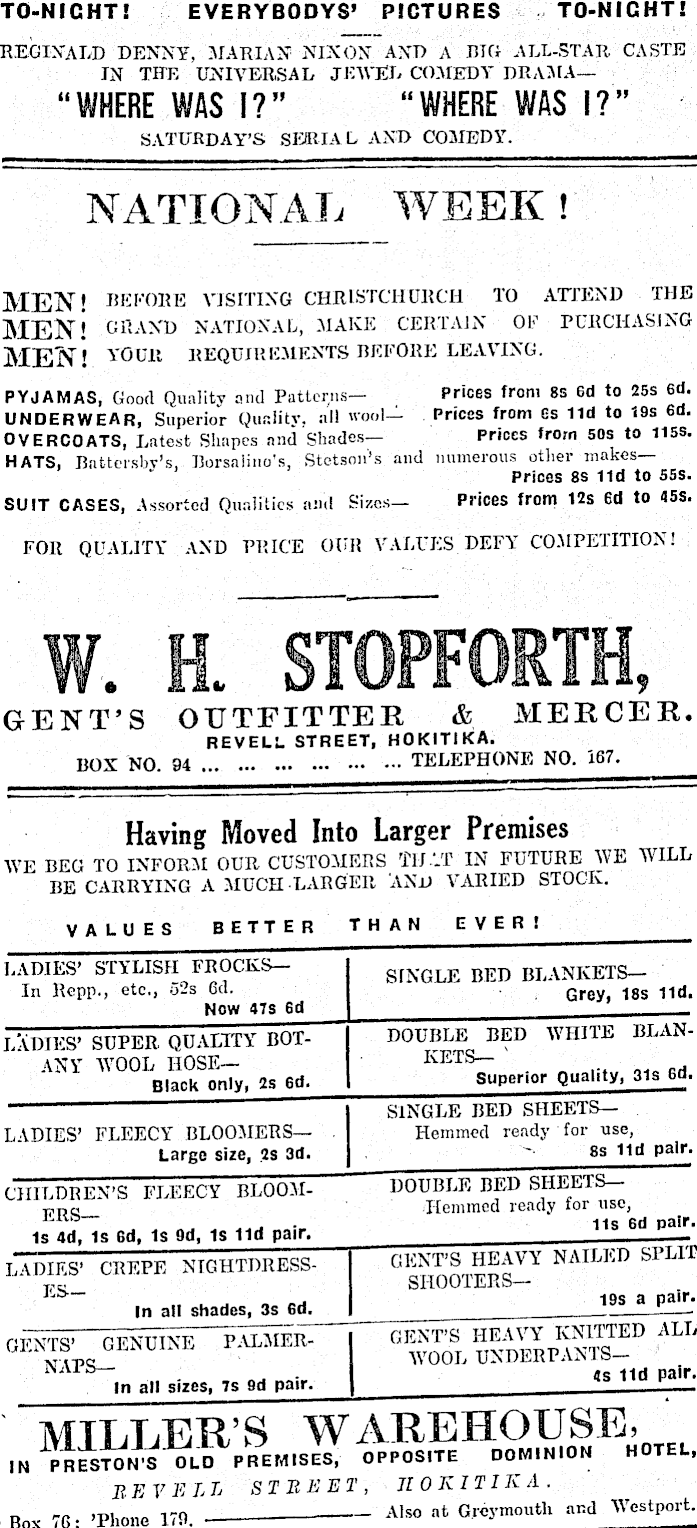 TO-NIGHT! EVERYBODYS' PICTURES TO-NIGHT!
REGINALD DENNY, MARIAN NIXON AND A BIG ALL-STAR CASTE
IN THE UNIVERSAL JEWEL COMEDY DRAMA—
"WHERE WAS I?" "WHERE WAS I?"
SATURDAY'S SERIAL AND COMEDY.
NATIONAL WEEK!
MEN! BEFORE VISITING CHRISTCHURCH TO ATTEND THE
MEN! GRAND NATIONAL, MAKE CERTAIN OF PURCHASING
MEN! YOUR REQUIREMENTS BEFORE LEAVING.
PYJAMAS, Good Quality and Patterns— Prices from 8s 6d to 25s 6d.
UNDERWEAR, Superior Quality, all wool— Prices from 6s 11d to 19s 6d.
OVERCOATS, Latest Shapes and Shades— Prices from 50s to 115s.
HATS, Battersby's, Borsalino's, Stetson's and numerous other makes—
Prices 8s 11d to 55s.
SUIT CASES, Assorted Qualities and Sizes— Prices from 12s 6d to 45s.
FOR QUALITY AND PRICE OUR VALUES DEFY COMPETITION!
W. H. STOPFORTH,
GENT'S OUTFITTER & MERCER.
REVELL STREET, HOKITIKA.
BOX NO. 94 ... ... ... ... ... ... TELEPHONE NO. 167.
Having Moved Into Larger Premises
WE BEG TO INFORM OUR CUSTOMERS THAT IN FUTURE WE WILL
BE CARRYING A MUCH LARGER AND VARIED STOCK.
VALUES BETTER THAN EVER!
LADIES' STYLISH FROCKS—
In Repp., etc., 52s 6d.
Now 47s 6d
LADIES' SUPER QUALITY BOT-
ANY WOOL HOSE—
Black only, 2s 6d.
LADIES' FLEECY BLOOMERS—
Large size, 2s 3d.
CHILDREN'S FLEECY BLOOM-
ERS—
1s 4d, 1s 6d, 1s 9d, 1s 11d pair.
LADIES' CREPE NIGHTDRESS-
ES—
In all shades, 3s 6d.
GENTS' GENUINE PALMER-
NAPS—
In all sizes, 7s 9d pair.
SINGLE BED BLANKETS—
Grey, 18s 11d.
DOUBLE BED WHITE BLAN-
KETS—
Superior Quality, 31s 6d.
SINGLE BED SHEETS—
Hemmed ready for use,
8s 11d pair.
DOUBLE BED SHEETS—
Hemmed ready for use,
11s 6d pair.
GENT'S HEAVY NAILED SPLIT
SHOOTERS—
19s a pair.
GENT'S HEAVY KNITTED ALL
WOOL UNDERPANTS—
4s 11d pair.
MILLER'S WAREHOUSE,
IN PRESTON'S OLD PREMISES, OPPOSITE DOMINION HOTEL,
REVELL STREET, HOKITIKA.
Box 76; 'Phone 179. Also at Greymouth and Westport.